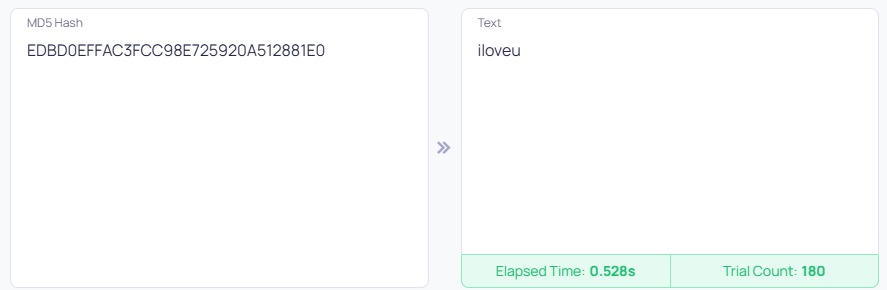 MD5 Hash
EDBD0EFFAC3FCC98E725920A512881E0
Text
iloveu
Elapsed Time: 0.528s
Trial Count: 180